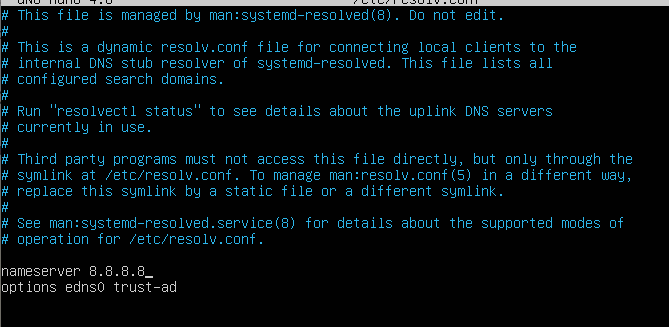 GNU nano 4.8 /etc/resolv.conf
# This file is managed by man:systemd-resolved(8). Do not edit.
#
# This is a dynamic resolv.conf file for connecting local clients to the
# internal DNS stub resolver of systemd-resolved. This file lists all
# configured search domains.
#
# Run "resolvectl status" to see details about the uplink DNS servers
# currently in use.
#
# Third party programs must not access this file directly, but only through the
# symlink at /etc/resolv.conf. To manage man:resolv.conf(5) in a different way,
# replace this symlink by a static file or a different symlink.
#
# See man:systemd-resolved.service(8) for details about the supported modes of
# operation for /etc/resolv.conf.
nameserver 8.8.8.8
options edns0 trust-ad